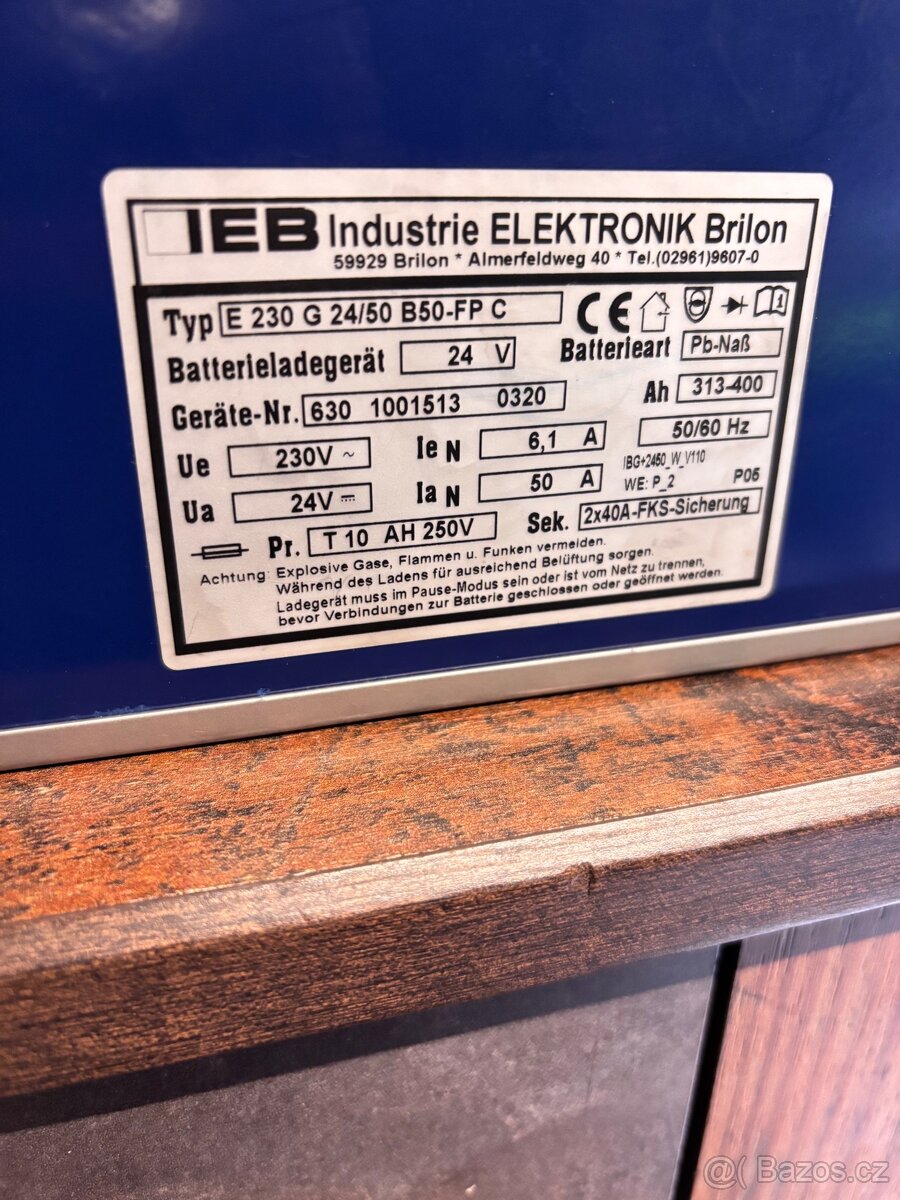 IEB Industrie ELEKTRONIK Brilon
59929 Brilon * Almerfeldweg 40 * Tel.(02961)9607-0
Typ E 230 G 24/50 B50-FP C CE 1
Batterieladegerät 24 V Batterieart Pb-Naß
Geräte-Nr. 630 1001513 0320 Ah 313-400
Ue 230V ~ Ie N 6,1 A 50/60 Hz
IBG+2450_W_V110
Ua 24V Ia N 50 A WE: P_2 P05
Pr. T 10 AH 250V Sek. 2x40A-FKS-Sicherung
Achtung: Explosive Gase, Flammen u. Funken vermeiden.
Während des Ladens für ausreichend Belüftung sorgen.
Ladegerät muss im Pause-Modus sein oder ist vom Netz zu trennen,
bevor Verbindungen zur Batterie geschlossen oder geöffnet werden.
@( Bazos.cz